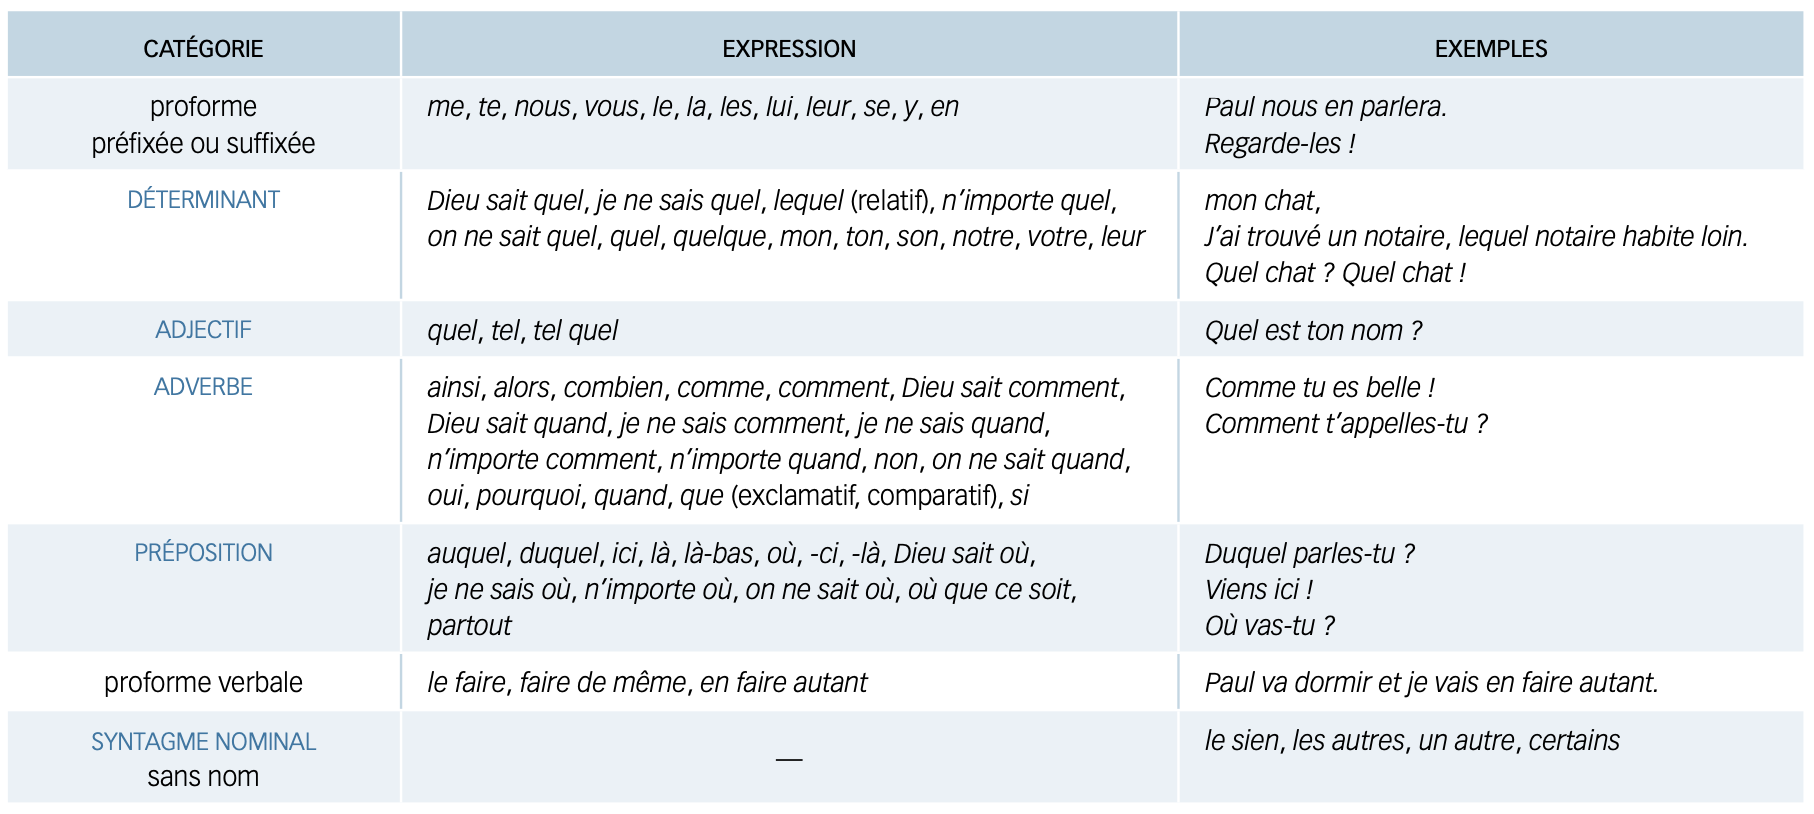 CATÉGORIE EXPRESSION EXEMPLES
proforme me, te, nous, vous, le, la, les, lui, leur, se, y, en Paul nous en parlera.
préfixée ou suffixée Regarde-les !
DÉTERMINANT Dieu sait quel, je ne sais quel, lequel (relatif), n’importe quel, mon chat,
on ne sait quel, quel, quelque, mon, ton, son, notre, votre, leur J’ai trouvé un notaire, lequel notaire habite loin.
Quel chat ? Quel chat !
ADJECTIF quel, tel, tel quel Quel est ton nom ?
ADVERBE ainsi, alors, combien, comme, comment, Dieu sait comment, Comme tu es belle !
Dieu sait quand, je ne sais comment, je ne sais quand, Comment t’appelles-tu ?
n’importe comment, n’importe quand, non, on ne sait quand,
oui, pourquoi, quand, que (exclamatif, comparatif), si
PRÉPOSITION auquel, duquel, ici, là, là-bas, où, -ci, -là, Dieu sait où, Duquel parles-tu ?
je ne sais où, n’importe où, on ne sait où, où que ce soit, Viens ici !
partout Où vas-tu ?
proforme verbale le faire, faire de même, en faire autant Paul va dormir et je vais en faire autant.
SYNTAGME NOMINAL — le sien, les autres, un autre, certains
sans nom